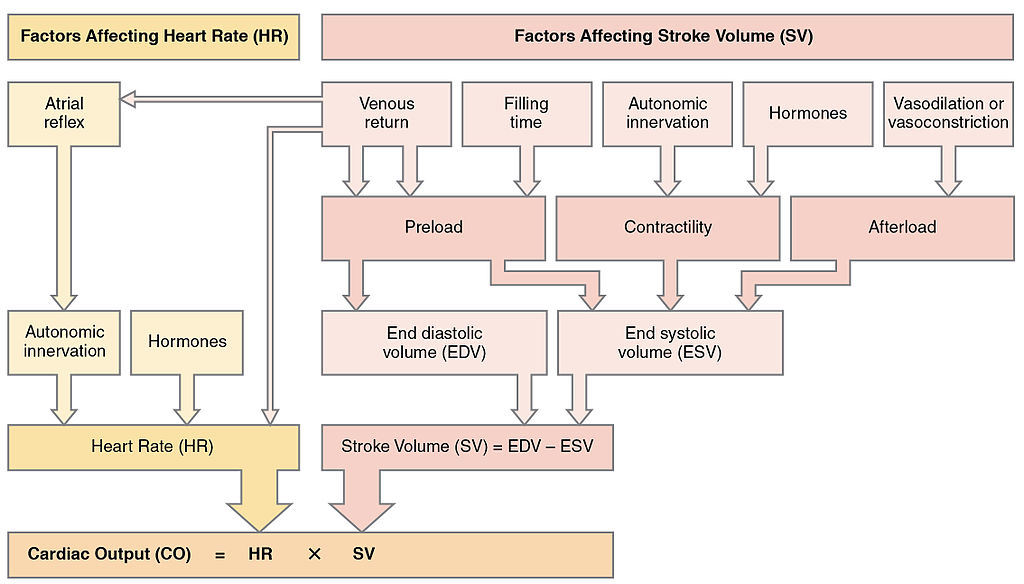 Factors Affecting Heart Rate (HR)
Factors Affecting Stroke Volume (SV)
Atrial
reflex
Venous
return
Filling
time
Autonomic
innervation
Hormones
Vasodilation or
vasoconstriction
Preload
Contractility
Afterload
Autonomic
innervation
Hormones
End diastolic
volume (EDV)
End systolic
volume (ESV)
Heart Rate (HR)
Stroke Volume (SV) = EDV – ESV
Cardiac Output (CO) = HR × SV